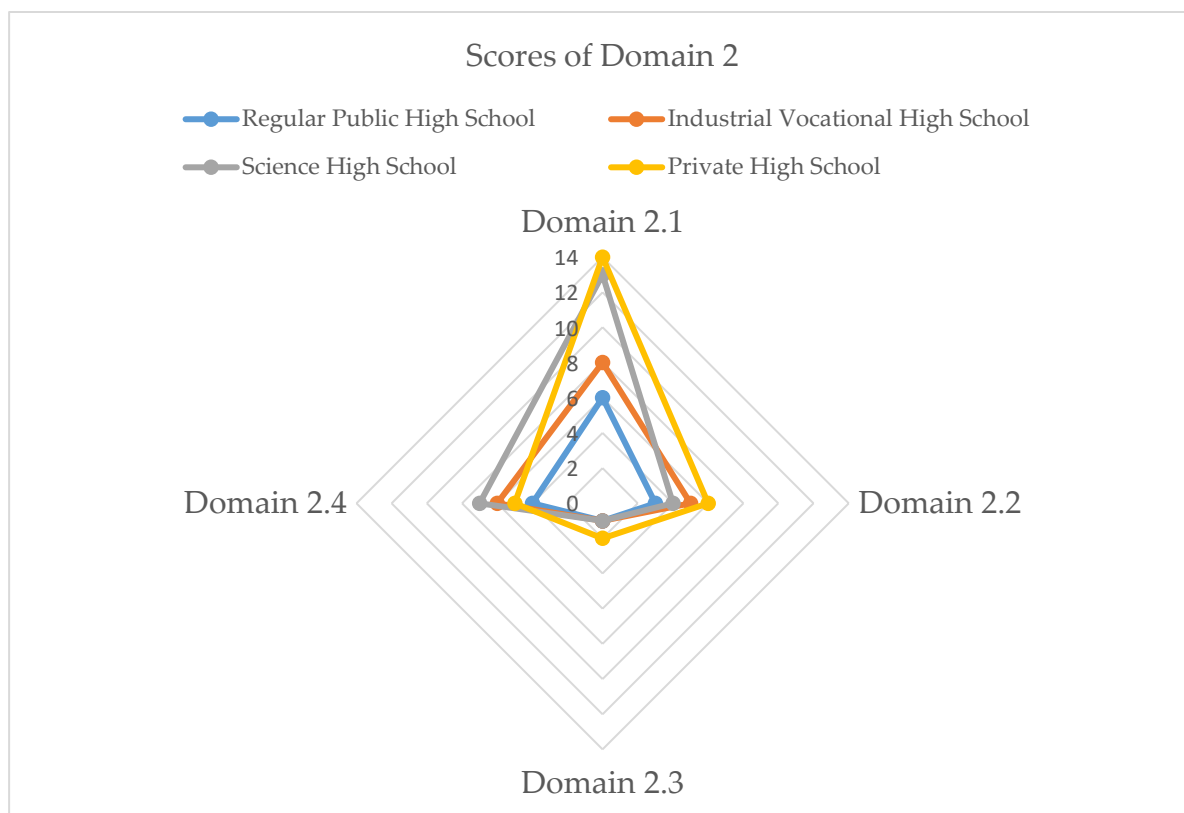 Scores of Domain 2
Regular Public High School
Industrial Vocational High School
Science High School
Private High School
Domain 2.1
14
12
10
8
6
4
2
0
Domain 2.4
Domain 2.2
Domain 2.3